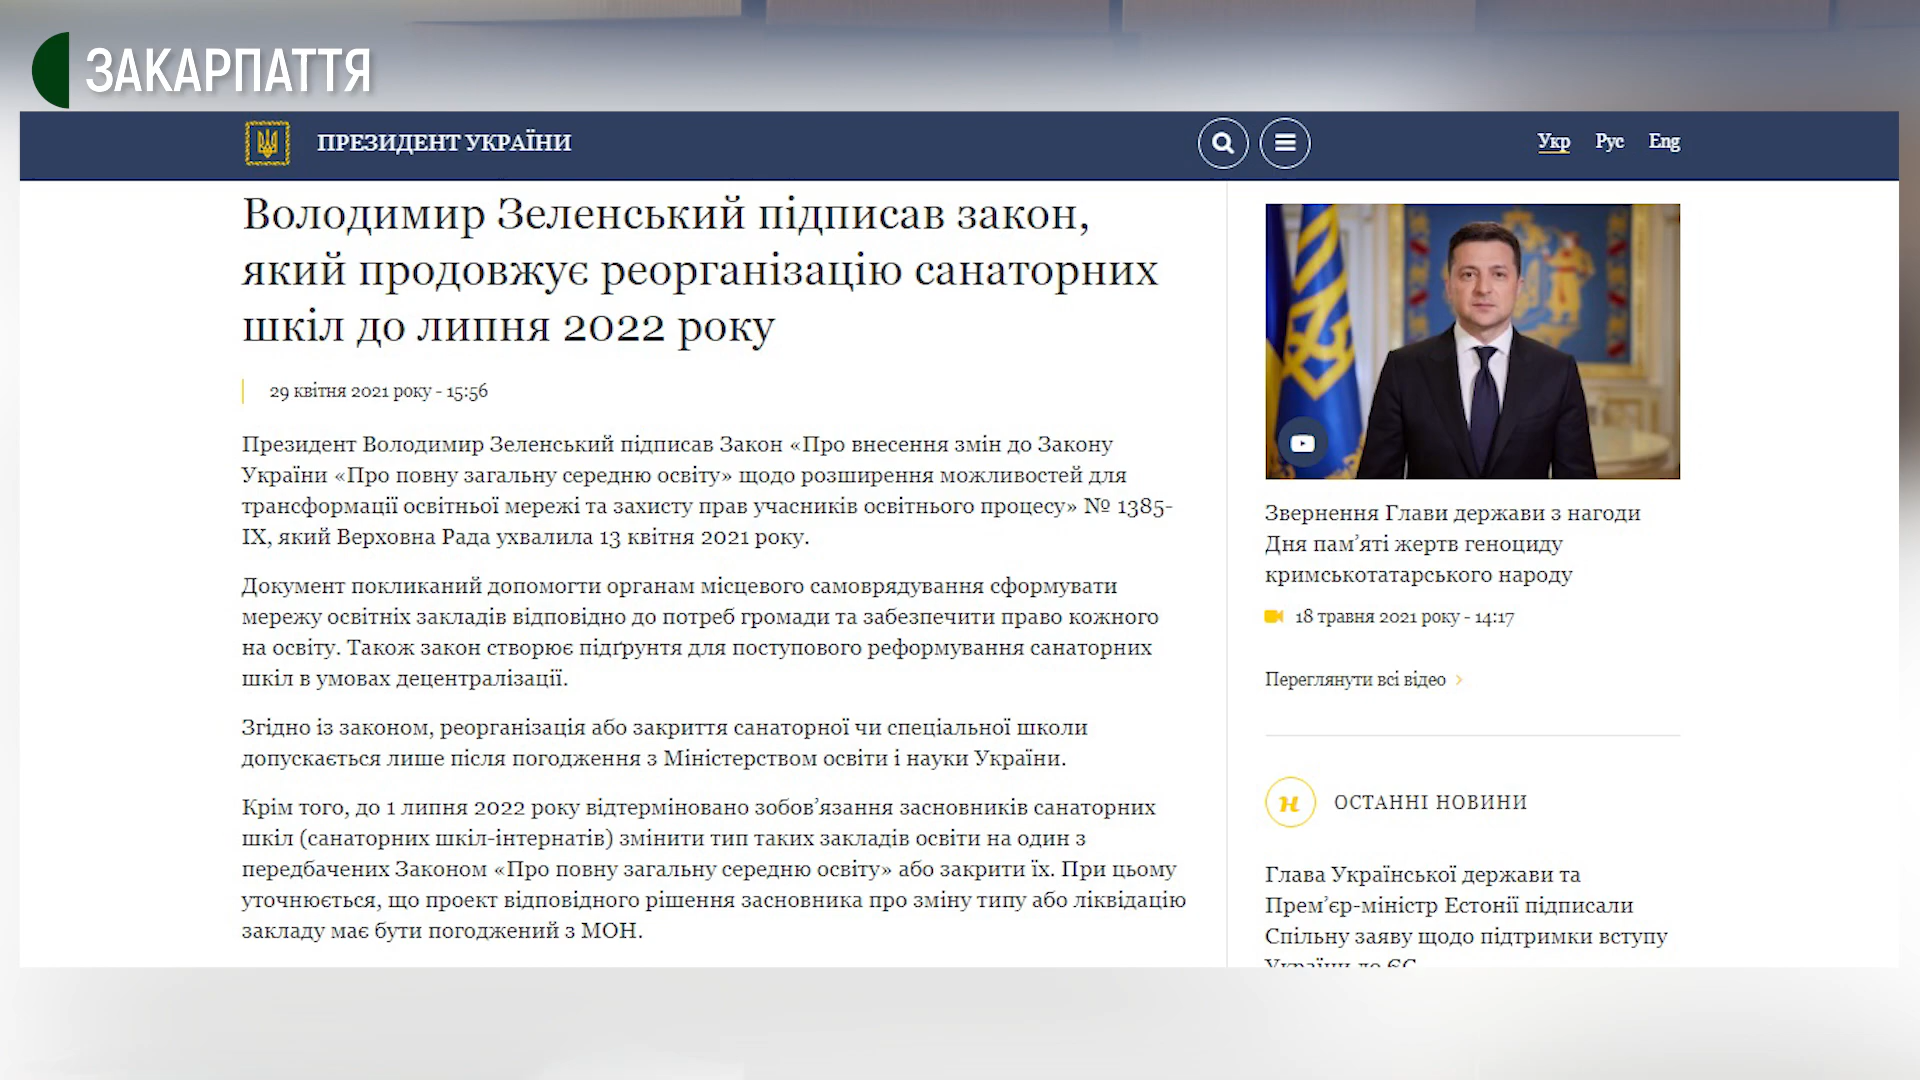 ЗАКАРПАТТЯ
ПРЕЗИДЕНТ УКРАЇНИ
Укр Рус Eng
Володимир Зеленський підписав закон,
який продовжує реорганізацію санаторних
шкіл до липня 2022 року
29 квітня 2021 року - 15:56
Президент Володимир Зеленський підписав Закон «Про внесення змін до Закону
України «Про повну загальну середню освіту» щодо розширення можливостей для
трансформації освітньої мережі та захисту прав учасників освітнього процесу» № 1385-
IX, який Верховна Рада ухвалила 13 квітня 2021 року.
Документ покликаний допомогти органам місцевого самоврядування сформувати
мережу освітніх закладів відповідно до потреб громади та забезпечити право кожного
на освіту. Також закон створює підґрунтя для поступового реформування санаторних
шкіл в умовах децентралізації.
Згідно із законом, реорганізація або закриття санаторної чи спеціальної школи
допускається лише після погодження з Міністерством освіти і науки України.
Крім того, до 1 липня 2022 року відтерміновано зобов’язання засновників санаторних
шкіл (санаторних шкіл-інтернатів) змінити тип таких закладів освіти на один з
передбачених Законом «Про повну загальну середню освіту» або закрити їх. При цьому
уточнюється, що проект відповідного рішення засновника про зміну типу або ліквідацію
закладу має бути погоджений з МОН.
Звернення Глави держави з нагоди
Дня пам’яті жертв геноциду
кримськотатарського народу
18 травня 2021 року - 14:17
Переглянути всі відео
н ОСТАННІ НОВИНИ
Глава Української держави та
Прем’єр-міністр Естонії підписали
Спільну заяву щодо підтримки вступу
України до ЄС